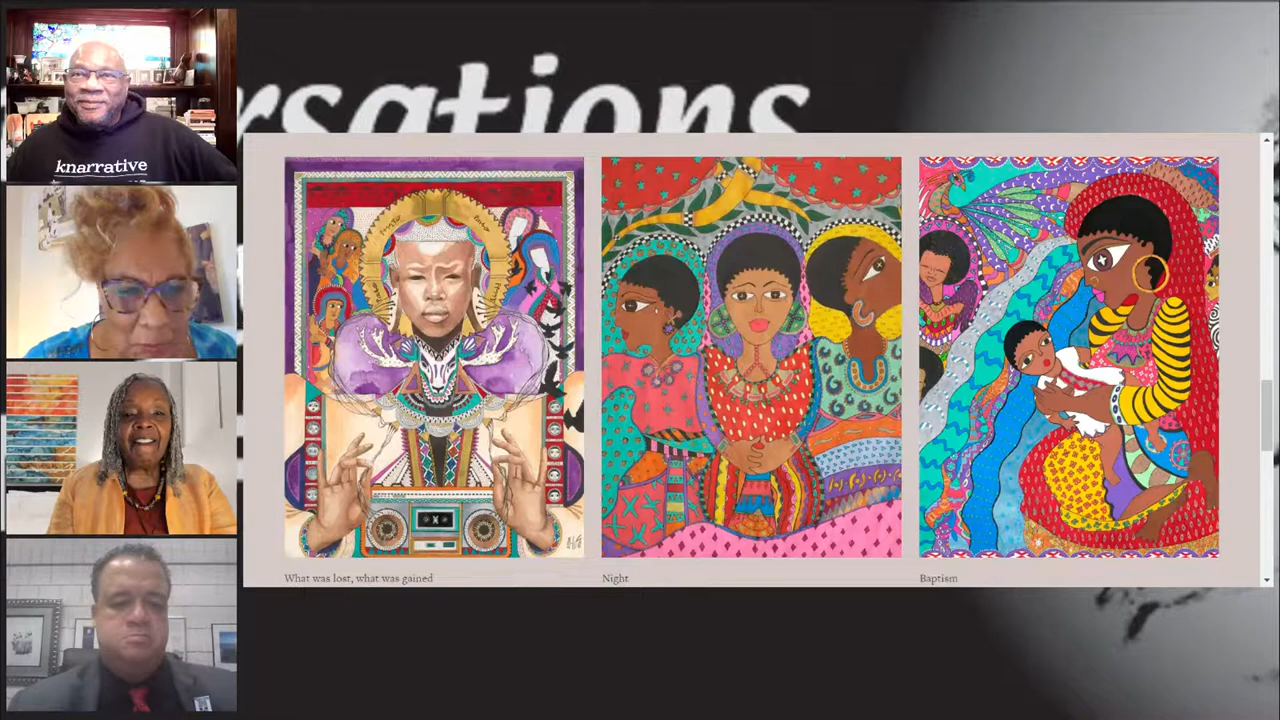 rsations
knarrative
What was lost, what was gained
Night
Baptism